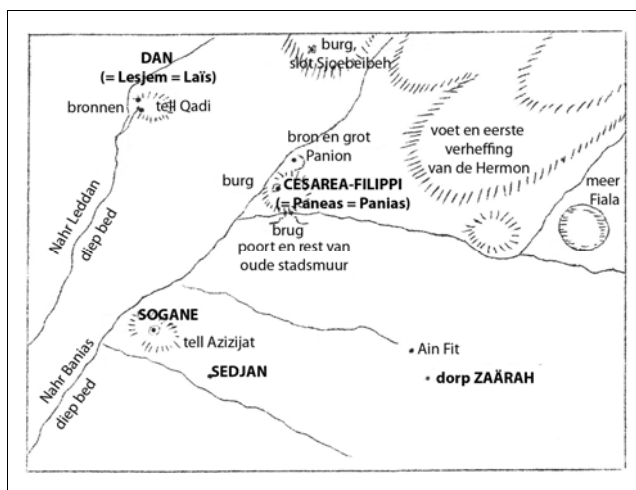 DAN
(= Lesjem = Laïs)
bronnen
tell Qadi
burg,
slot Sjoebeibeh
bron en grot
Panion
burg
CESAREA-FILIPPI
(= Paneas = Panias)
brug
poort en rest van
oude stadsmuur
voet en eerste
verheffing
van de Hermon
meer
Fiala
Nahr Leddan
diep bed
SOGANE
tell Azizijat
SEDJAN
Ain Fit
dorp ZAÄRAH
Nahr Banias
diep bed